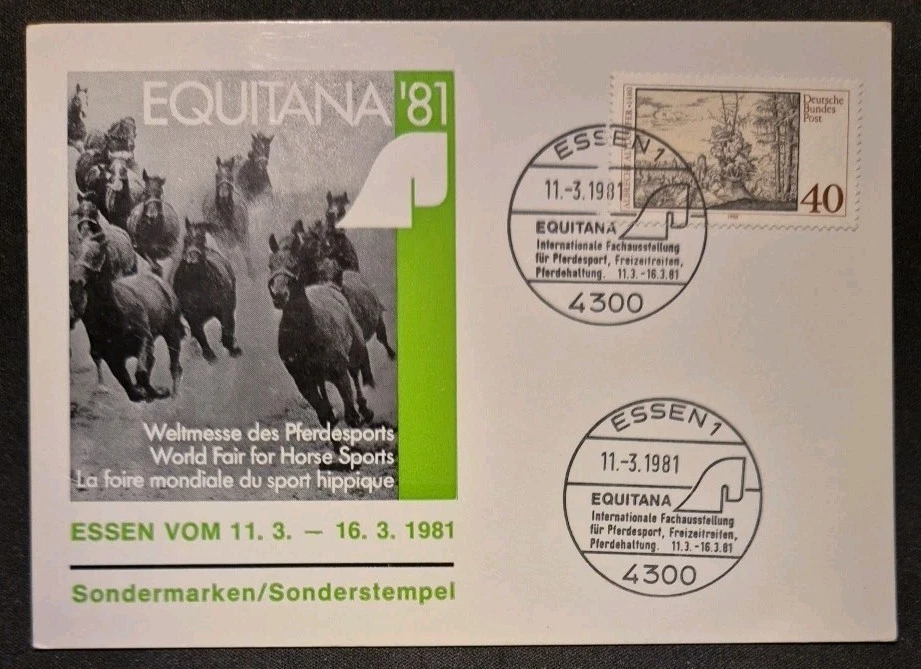 EQUITANA '81
Weltmesse des Pferdesports
World Fair for Horse Sports
La foire mondiale du sport hippique
ESSEN VOM 11. 3. – 16. 3. 1981
Sondermarken/Sonderstempel
Deutsche
Bundes
Post
40
ESSEN 1
11.-3.1981
EQUITANA
Internationale Fachausstellung
für Pferdesport, Freizeitreiten,
Pferdehaltung. 11.3.-16.3.81
4300
ESSEN 1
11.-3.1981
EQUITANA
Internationale Fachausstellung
für Pferdesport, Freizeitreiten,
Pferdehaltung. 11.3.-16.3.81
4300